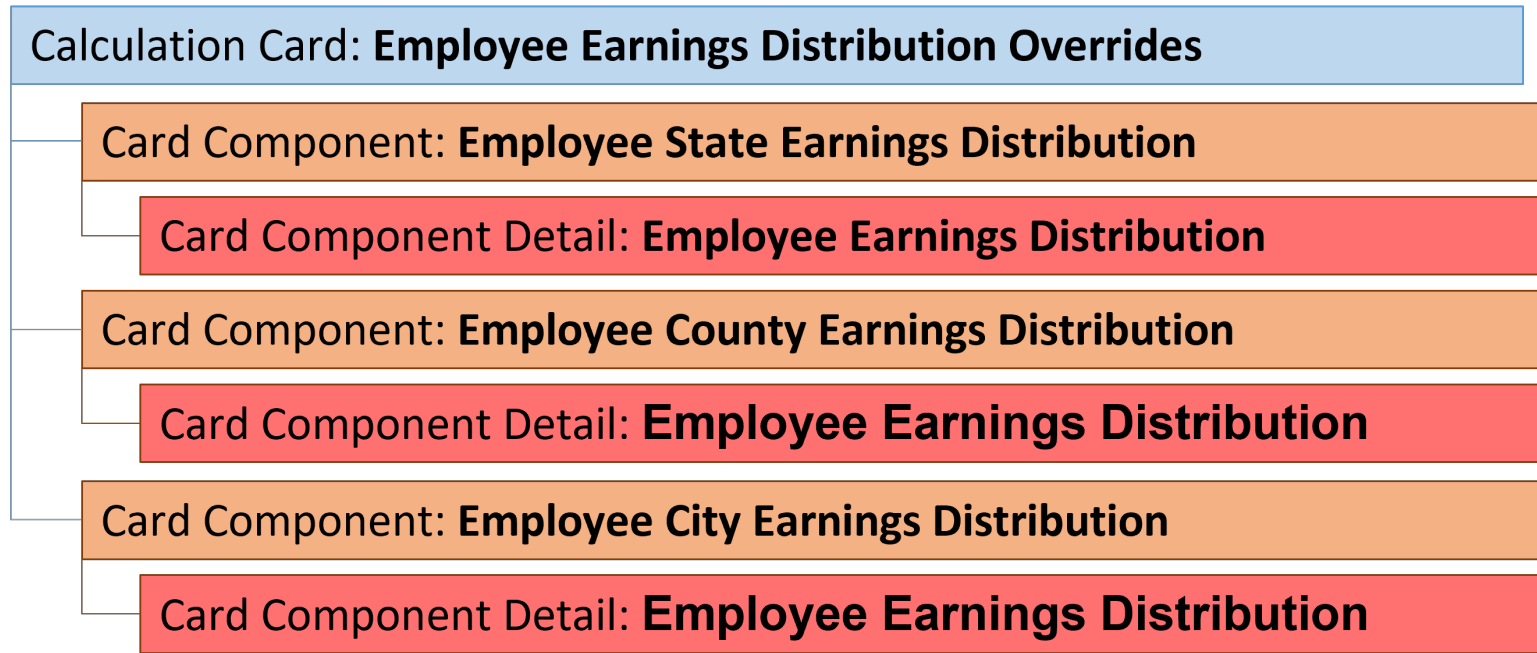 Calculation Card: Employee Earnings Distribution Overrides
Card Component: Employee State Earnings Distribution
Card Component Detail: Employee Earnings Distribution
Card Component: Employee County Earnings Distribution
Card Component Detail: Employee Earnings Distribution
Card Component: Employee City Earnings Distribution
Card Component Detail: Employee Earnings Distribution